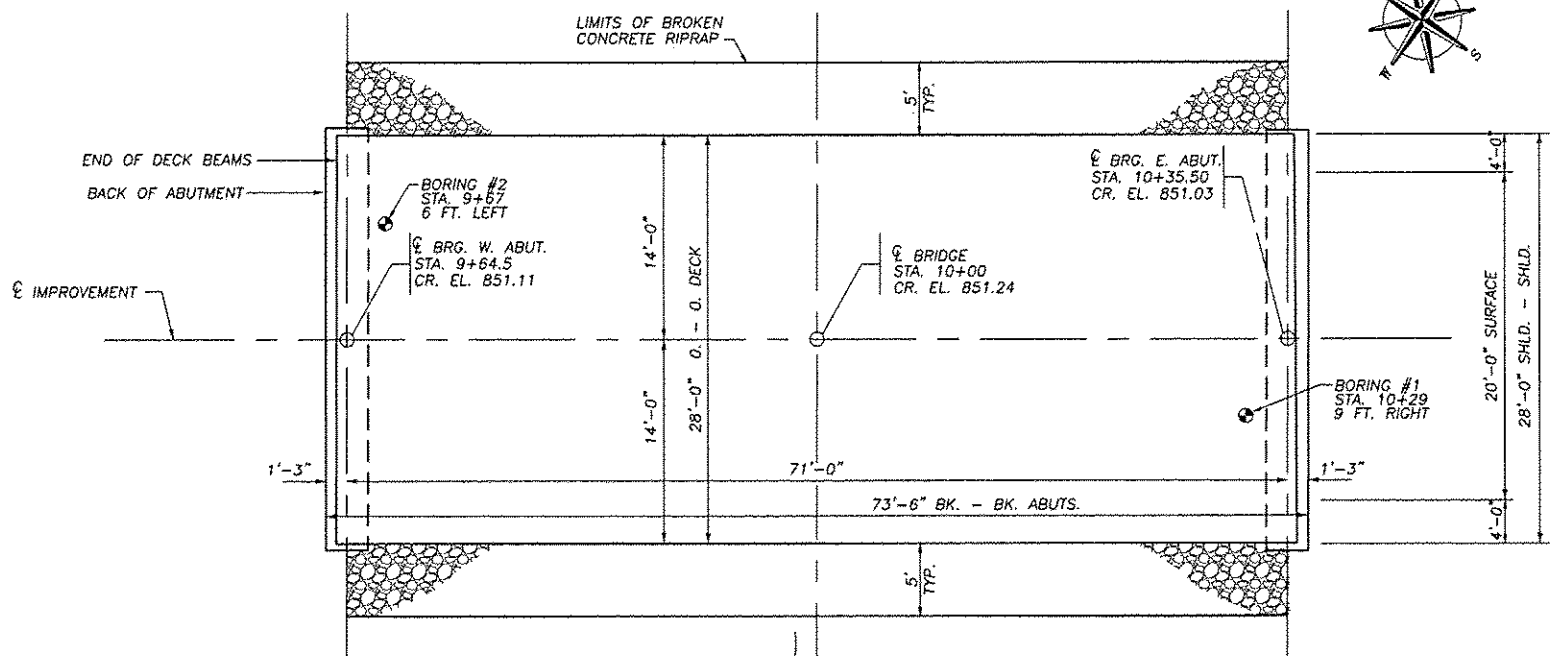 LIMITS OF BROKEN
CONCRETE RIPRAP
W
S
5'
TYP.
END OF DECK BEAMS
BACK OF ABUTMENT
BORING #2
STA. 9+67
6 FT. LEFT
℄ BRG. E. ABUT.
STA. 10+35.50
CR. EL. 851.03
4'-0"
℄ BRG. W. ABUT.
STA. 9+64.5
CR. EL. 851.11
14'-0"
28'-0" O. - O. DECK
℄ BRIDGE
STA. 10+00
CR. EL. 851.24
℄ IMPROVEMENT
20'-0" SURFACE
28'-0" SHLD. - SHLD.
14'-0"
BORING #1
STA. 10+29
9 FT. RIGHT
1'-3"
71'-0"
1'-3"
73'-6" BK. - BK. ABUTS.
4'-0"
5'
TYP.